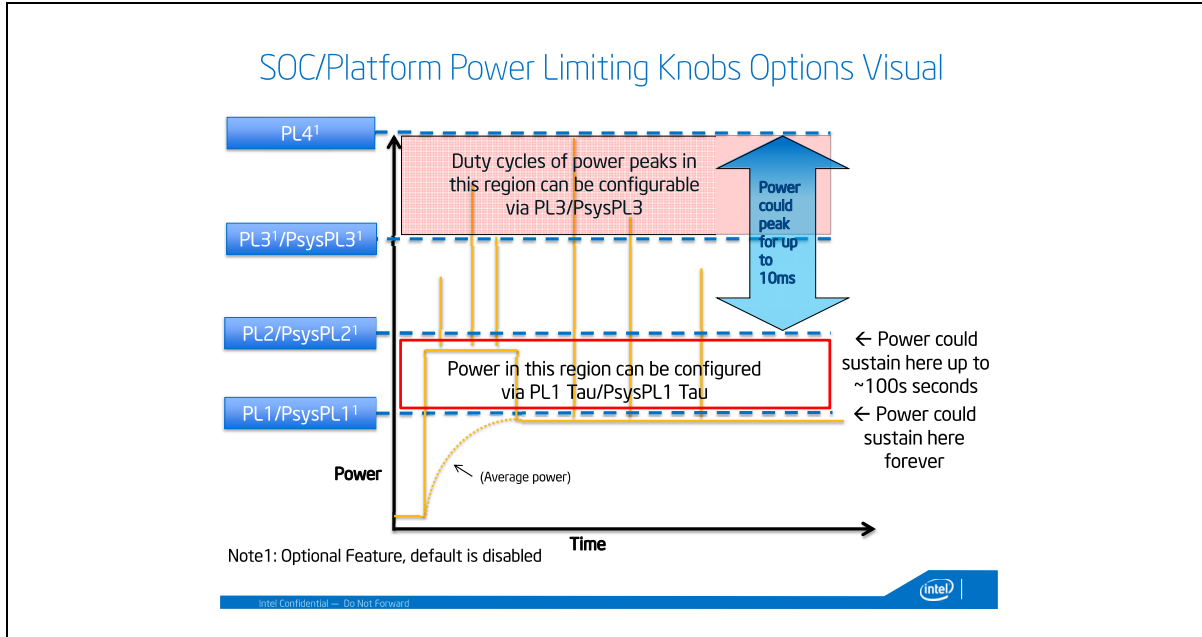 SOC/Platform Power Limiting Knobs Options Visual
PL4¹
Duty cycles of power peaks in
this region can be configurable
via PL3/PsysPL3
Power
could
peak
for up
to
10ms
PL3¹/PsysPL3¹
PL2/PsysPL2¹
← Power could
sustain here up to
~100s seconds
Power in this region can be configured
via PL1 Tau/PsysPL1 Tau
PL1/PsysPL1¹
← Power could
sustain here
forever
Power
(Average power)
Time
Note1: Optional Feature, default is disabled
Intel Confidential — Do Not Forward
intel